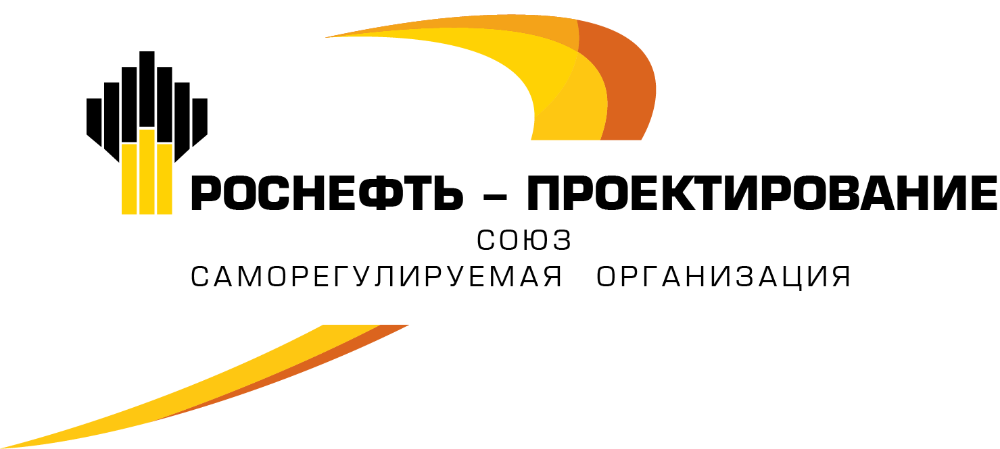 РОСНЕФТЬ – ПРОЕКТИРОВАНИЕ
СОЮЗ
САМОРЕГУЛИРУЕМАЯ ОРГАНИЗАЦИЯ